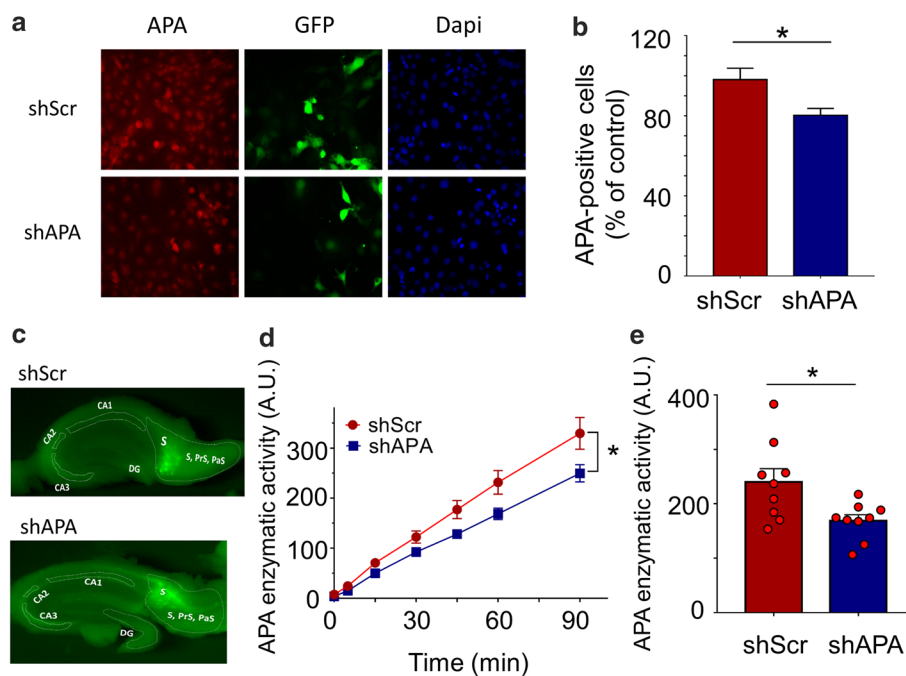 a
APA GFP Dapi
shScr
shAPA
b
APA-positive cells
(% of control)
120
80
40
0
*
shScr shAPA
c
shScr
CA1
CA2
CA3
DG
S
S, PrS, PaS
shAPA
CA1
CA2
CA3
DG
S
S, PrS, PaS
d
APA enzymatic activity (A.U.)
300
200
100
0
shScr
shAPA
*
0 30 60 90
Time (min)
e
APA enzymatic activity (A.U.)
400
200
0
*
shScr shAPA